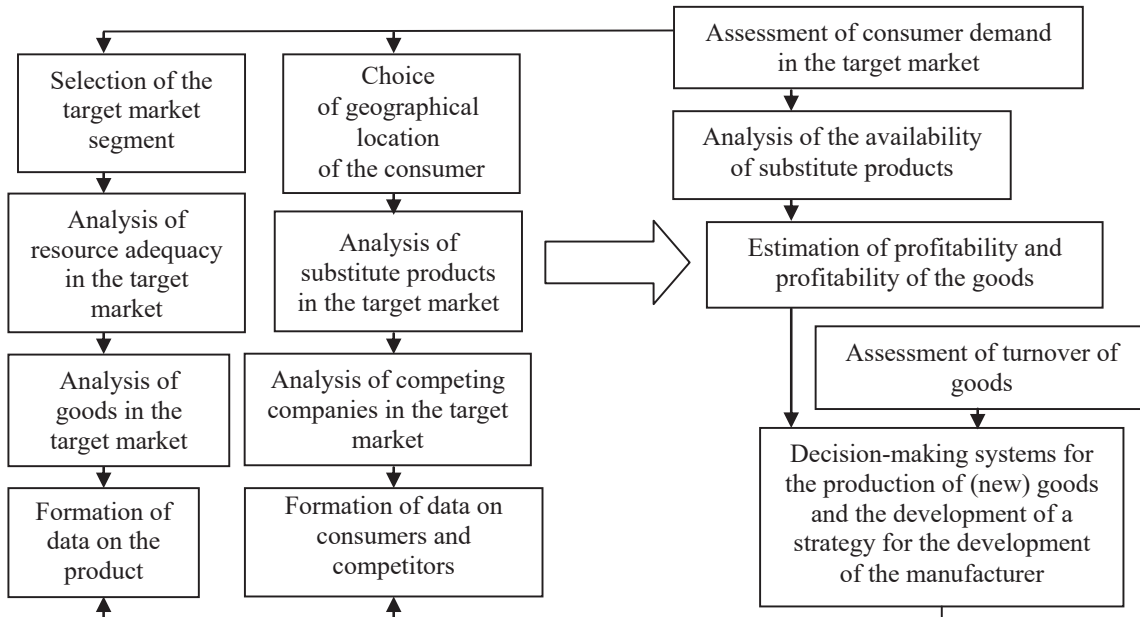 Assessment of consumer demand
in the target market
Selection of the
target market
segment
Choice
of geographical
location
of the consumer
Analysis of the availability
of substitute products
Analysis of
resource adequacy
in the target
market
Analysis of
substitute products
in the target market
Estimation of profitability and
profitability of the goods
Assessment of turnover of
goods
Analysis of
goods in the
target market
Analysis of competing
companies in the target
market
Decision-making systems for
the production of (new) goods
and the development of a
strategy for the development
of the manufacturer
Formation of
data on the
product
Formation of data on
consumers and
competitors